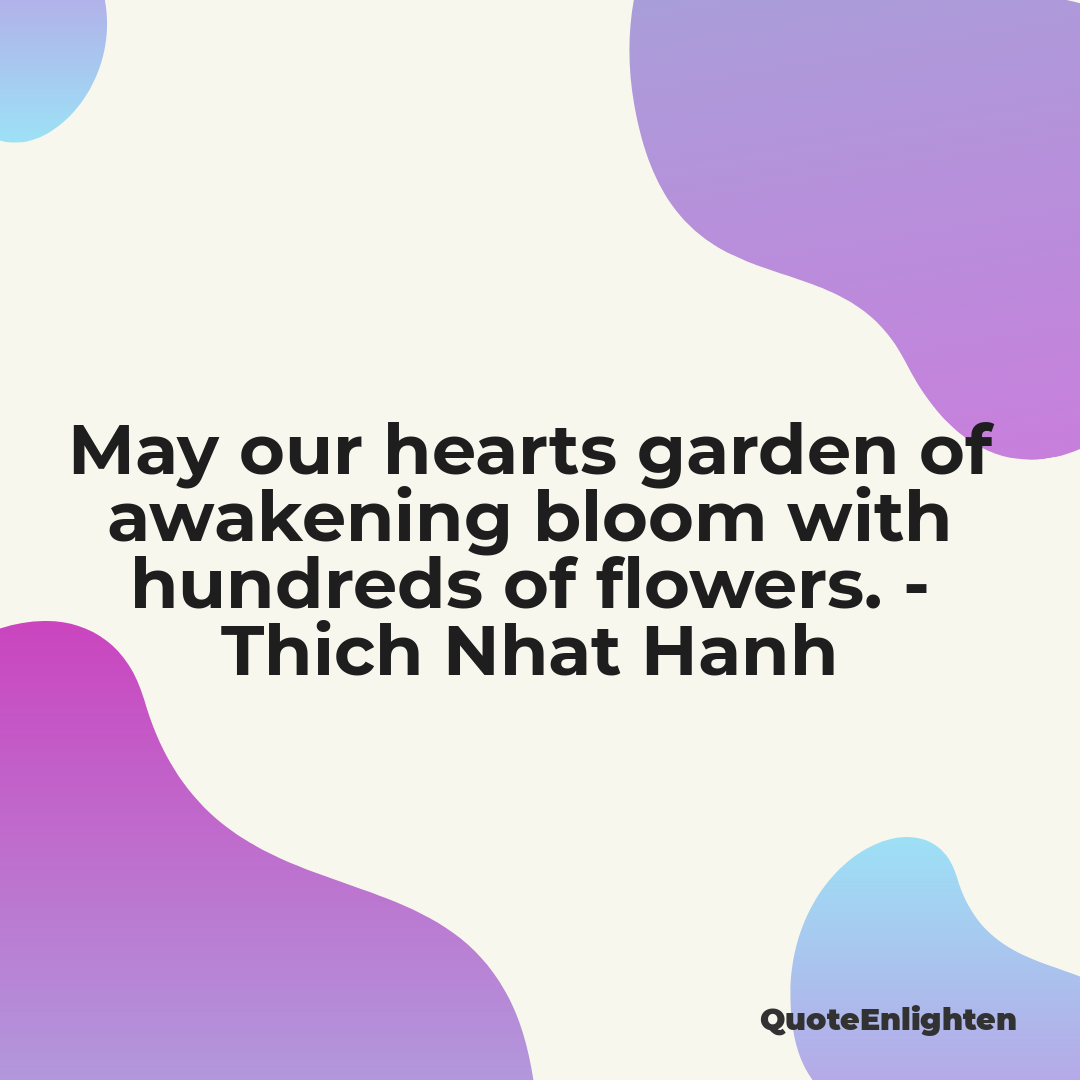 May our hearts garden of
awakening bloom with
hundreds of flowers. -
Thich Nhat Hanh
QuoteEnlighten